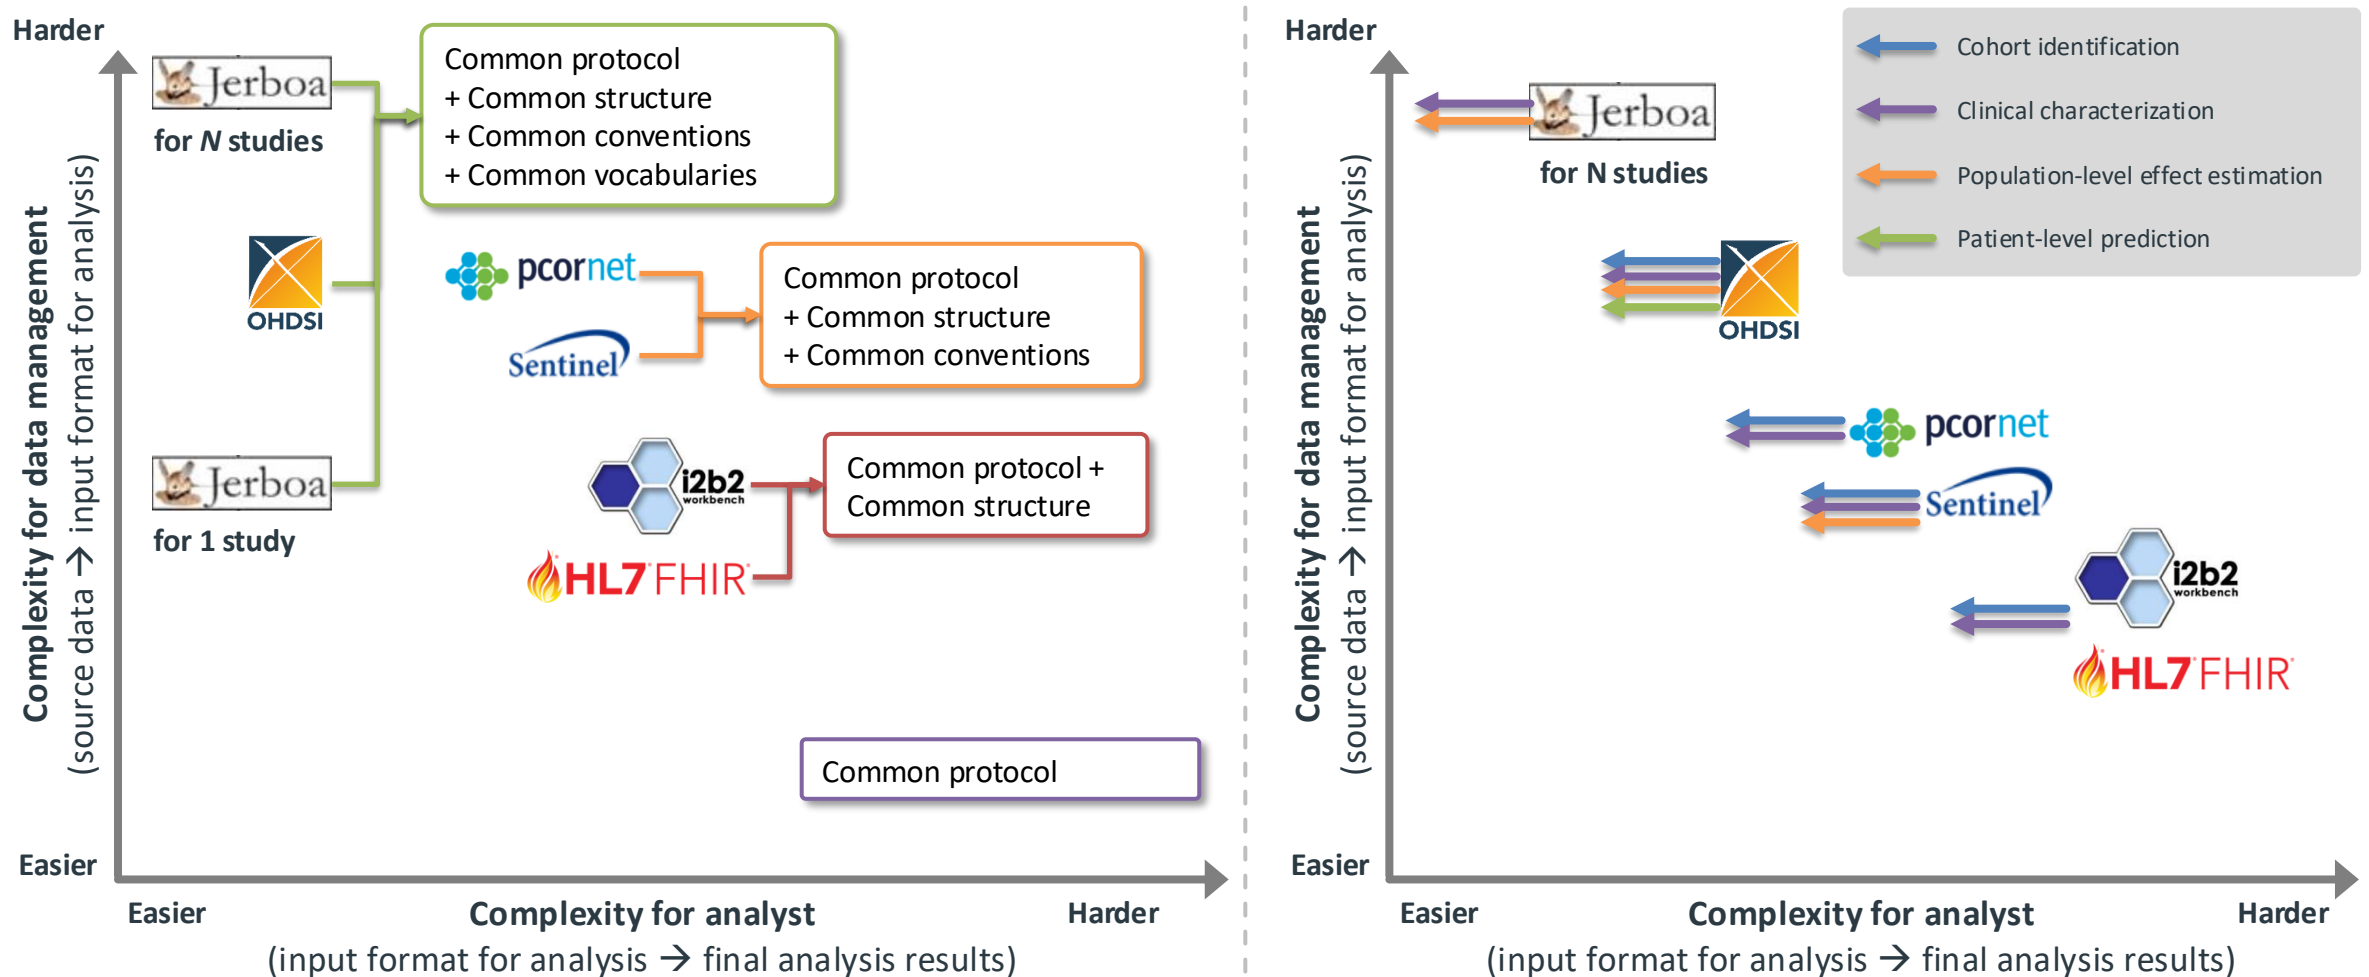 Harder
Jerboa
for N studies
Common protocol
+ Common structure
+ Common conventions
+ Common vocabularies
OHDSI
pcornet
Sentinel
Common protocol
+ Common structure
+ Common conventions
Jerboa
for 1 study
i2b2
workbench
HL7 FHIR
Common protocol +
Common structure
Common protocol
Complexity for data management
(source data → input format for analysis)
Easier
Easier
Complexity for analyst
Harder
(input format for analysis → final analysis results)
Harder
Jerboa
for N studies
Cohort identification
Clinical characterization
Population-level effect estimation
Patient-level prediction
OHDSI
pcornet
Sentinel
i2b2
workbench
HL7 FHIR
Complexity for data management
(source data → input format for analysis)
Easier
Easier
Complexity for analyst
Harder
(input format for analysis → final analysis results)